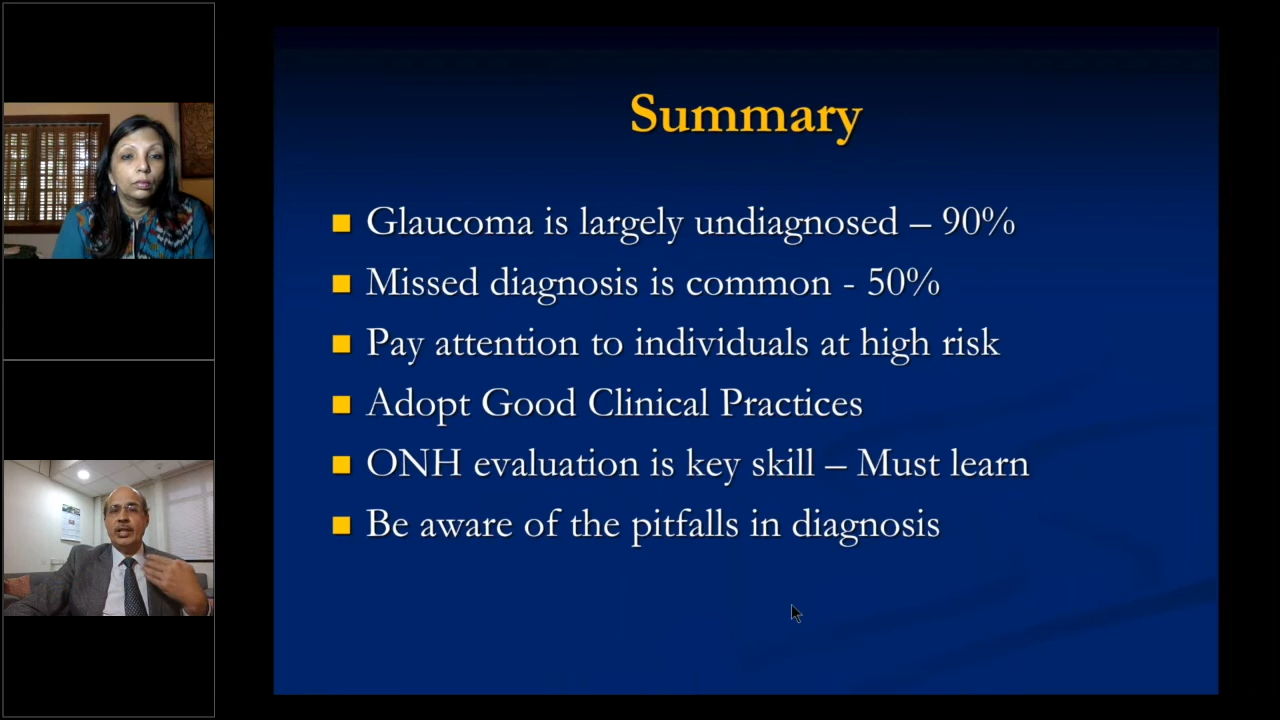 Summary
Glaucoma is largely undiagnosed – 90%
Missed diagnosis is common - 50%
Pay attention to individuals at high risk
Adopt Good Clinical Practices
ONH evaluation is key skill – Must learn
Be aware of the pitfalls in diagnosis